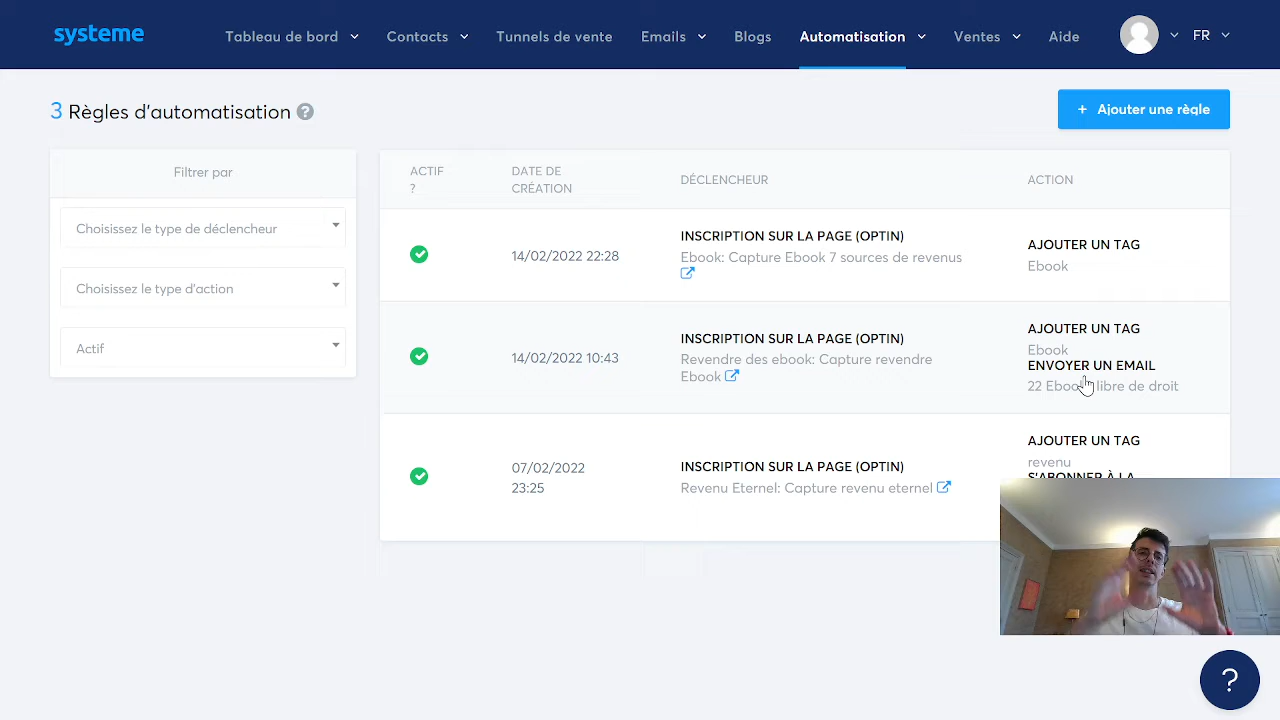 systeme
Tableau de bord
Contacts
Tunnels de vente
Emails
Blogs
Automatisation
Ventes
Aide
FR
3 Règles d'automatisation ?
+ Ajouter une règle
Filtrer par
Choisissez le type de déclencheur
Choisissez le type d'action
Actif
ACTIF
?
DATE DE
CRÉATION
DÉCLENCHEUR
ACTION
14/02/2022 22:28
INSCRIPTION SUR LA PAGE (OPTIN)
Ebook: Capture Ebook 7 sources de revenus
AJOUTER UN TAG
Ebook
14/02/2022 10:43
INSCRIPTION SUR LA PAGE (OPTIN)
Revendre des ebook: Capture revendre
Ebook
AJOUTER UN TAG
Ebook
ENVOYER UN EMAIL
22 Ebook libre de droit
07/02/2022
23:25
INSCRIPTION SUR LA PAGE (OPTIN)
Revenu Eternel: Capture revenu eternel
AJOUTER UN TAG
revenu
S'ABONNER À LA
?